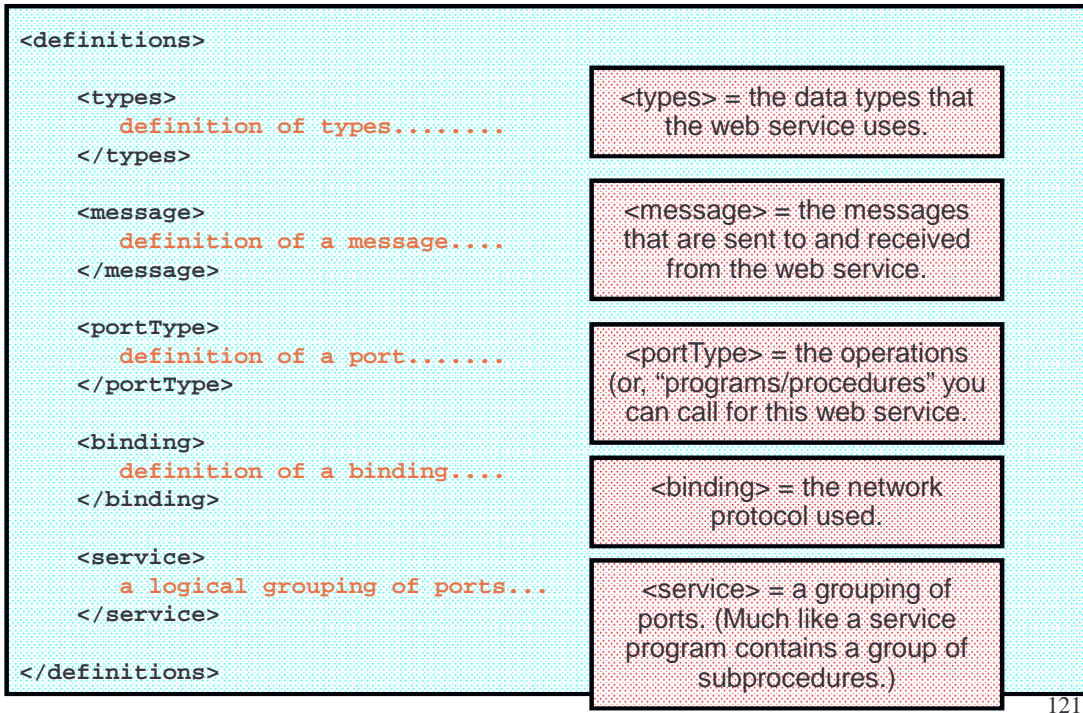 <definitions>
<types>
definition of types........
</types>
<message>
definition of a message....
</message>
<portType>
definition of a port.......
</portType>
<binding>
definition of a binding....
</binding>
<service>
a logical grouping of ports...
</service>
</definitions>
<types> = the data types that
the web service uses.
<message> = the messages
that are sent to and received
from the web service.
<portType> = the operations
(or, “programs/procedures” you
can call for this web service.
<binding> = the network
protocol used.
<service> = a grouping of
ports. (Much like a service
program contains a group of
subprocedures.)
121